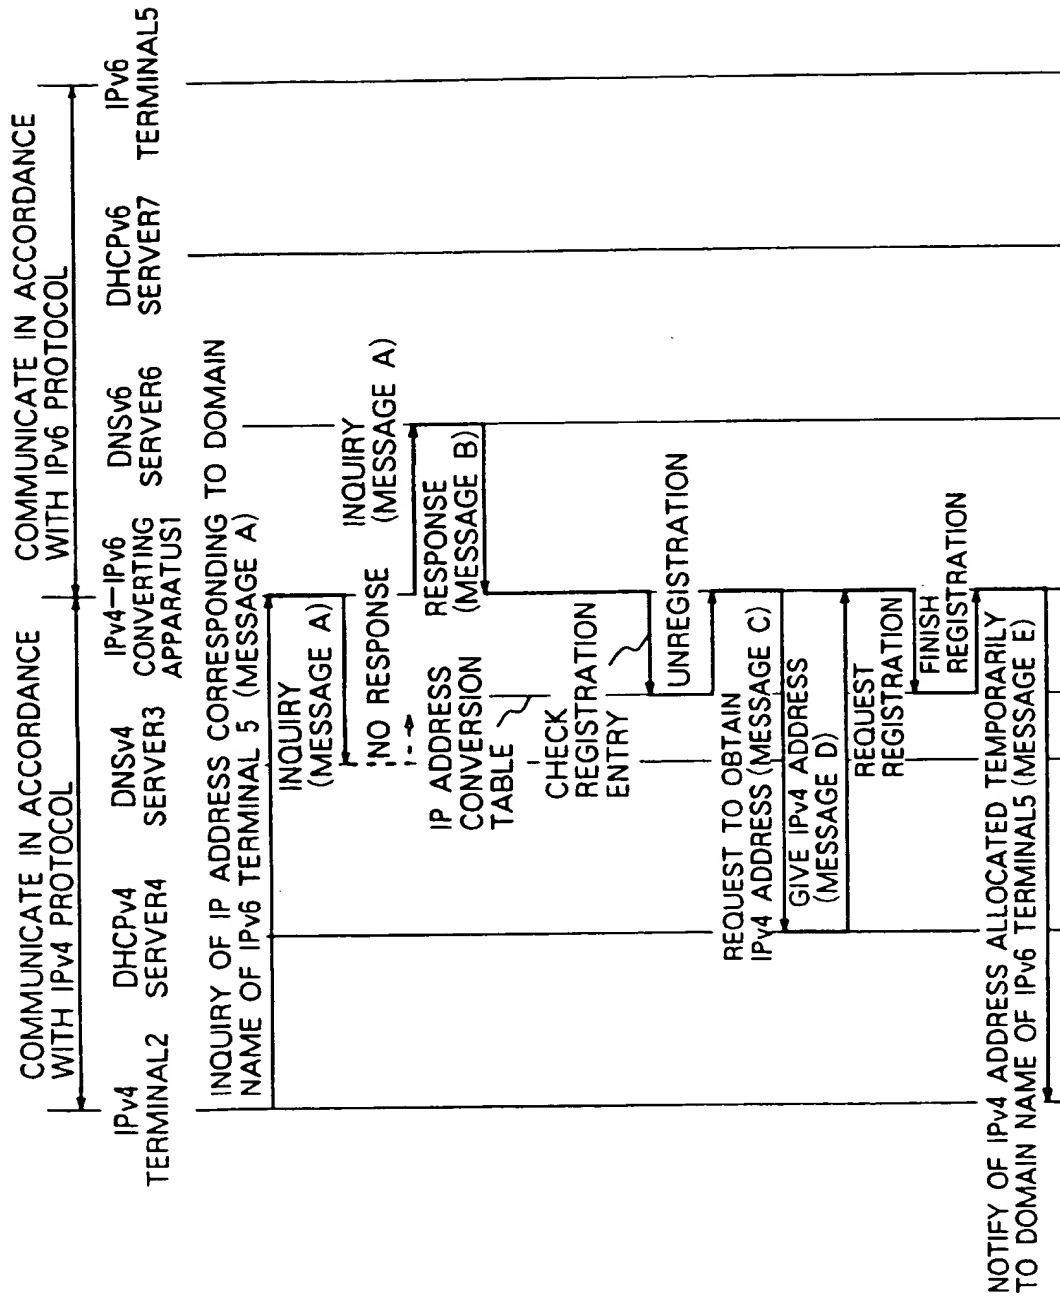 COMMUNICATE IN ACCORDANCE
WITH IPv4 PROTOCOL
COMMUNICATE IN ACCORDANCE
WITH IPv6 PROTOCOL
IPv4
TERMINAL2
DHCPv4
SERVER4
DNSv4
SERVER3
IPv4–IPv6
CONVERTING
APPARATUS1
DNSv6
SERVER6
DHCPv6
SERVER7
IPv6
TERMINAL5
INQUIRY OF IP ADDRESS CORRESPONDING TO DOMAIN
NAME OF IPv6 TERMINAL 5 (MESSAGE A)
INQUIRY
(MESSAGE A)
NO RESPONSE
INQUIRY
(MESSAGE A)
RESPONSE
(MESSAGE B)
IP ADDRESS
CONVERSION
TABLE
CHECK
REGISTRATION
ENTRY
UNREGISTRATION
REQUEST TO OBTAIN
IPv4 ADDRESS (MESSAGE C)
GIVE IPv4 ADDRESS
(MESSAGE D)
REQUEST
REGISTRATION
FINISH
REGISTRATION
NOTIFY OF IPv4 ADDRESS ALLOCATED TEMPORARILY
TO DOMAIN NAME OF IPv6 TERMINAL5 (MESSAGE E)